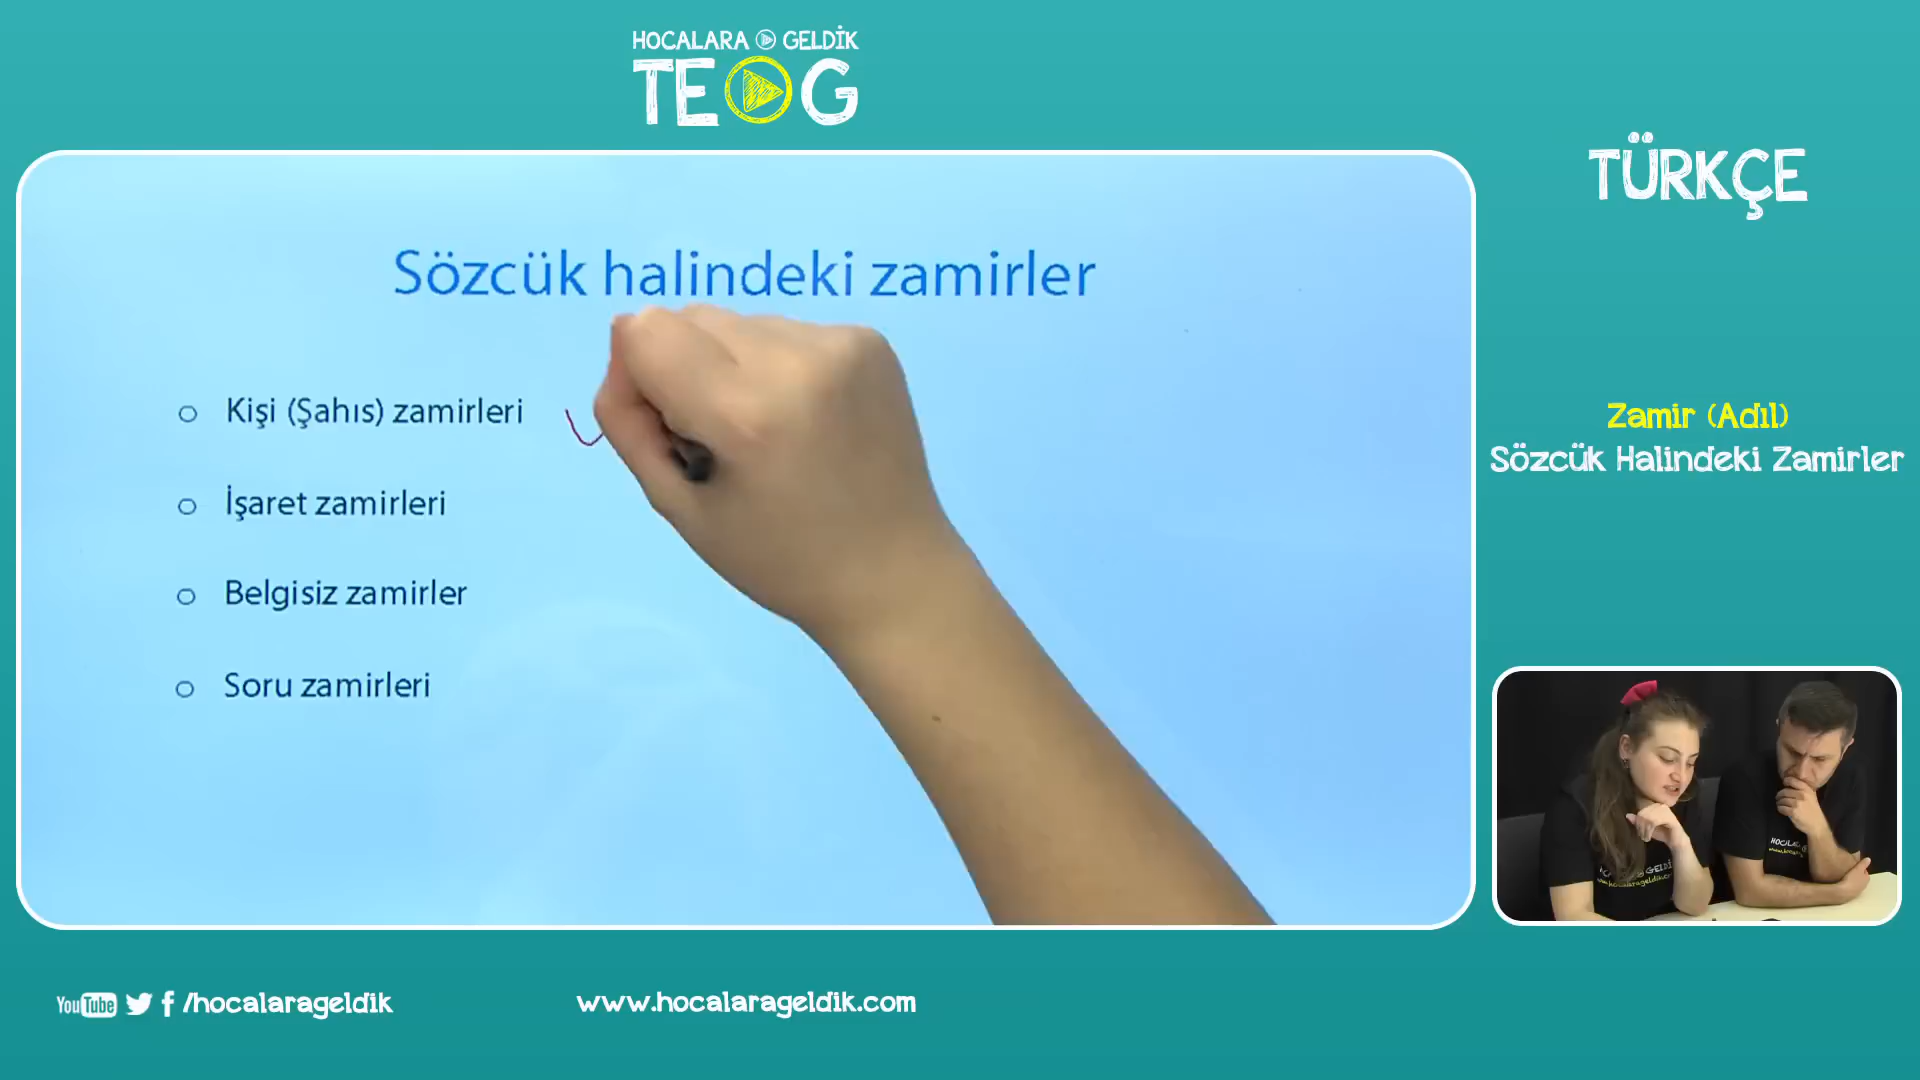 HOCALARA GELDİK
TEOG
TÜRKÇE
Sözcük halindeki zamirler
Kişi (Şahıs) zamirleri
İşaret zamirleri
Belgisiz zamirler
Soru zamirleri
Zamir (Adıl)
Sözcük Halindeki Zamirler
YouTube /hocalarageldik
www.hocalarageldik.com